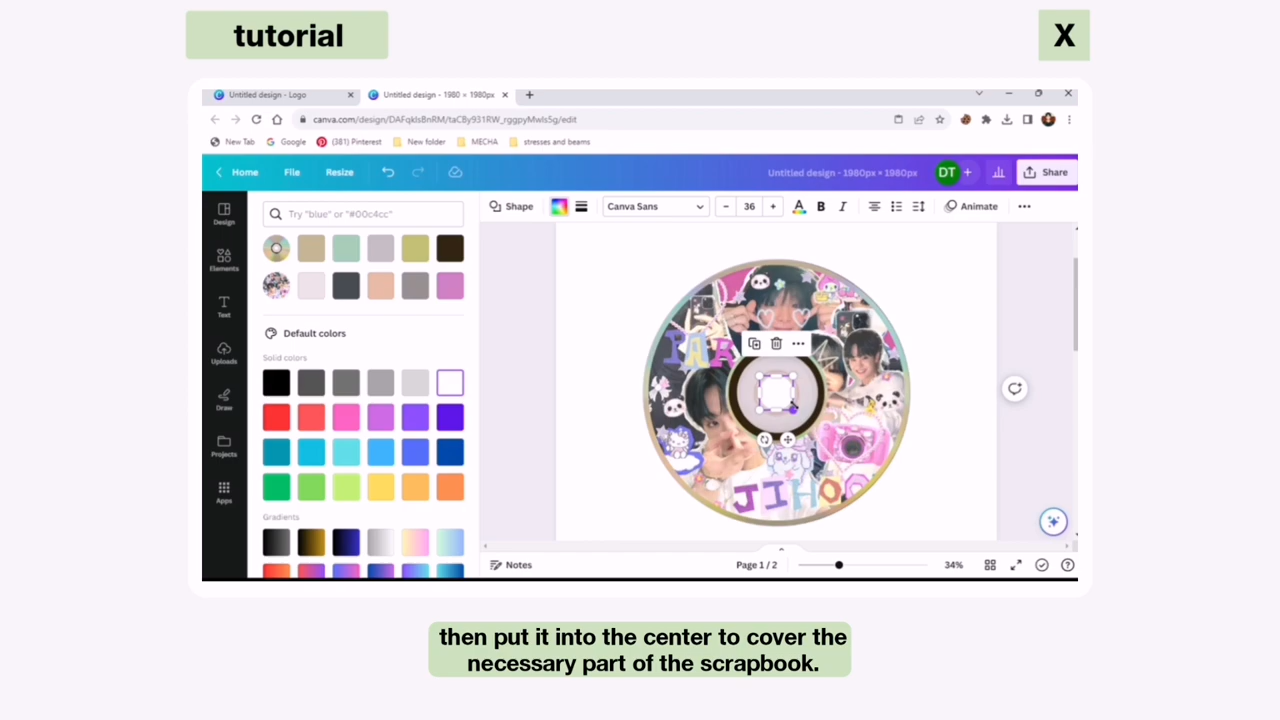 tutorial
X
Untitled design - Logo
Untitled design - 1980 × 1980px
canva.com/design/DAFqklsBnRM/taCBy931RW_rggpyMwIs5g/edit
New Tab
Google
(381) Pinterest
New folder
MECHA
stresses and beams
Home
File
Resize
Untitled design - 1980px × 1980px
DT
Share
Design
Elements
Text
Uploads
Draw
Projects
Apps
Try "blue" or "#00c4cc"
Shape
Canva Sans
36
A
B
I
Animate
Default colors
Solid colors
Gradients
PAR
JIHOO
Notes
Page 1 / 2
34%
then put it into the center to cover the
necessary part of the scrapbook.